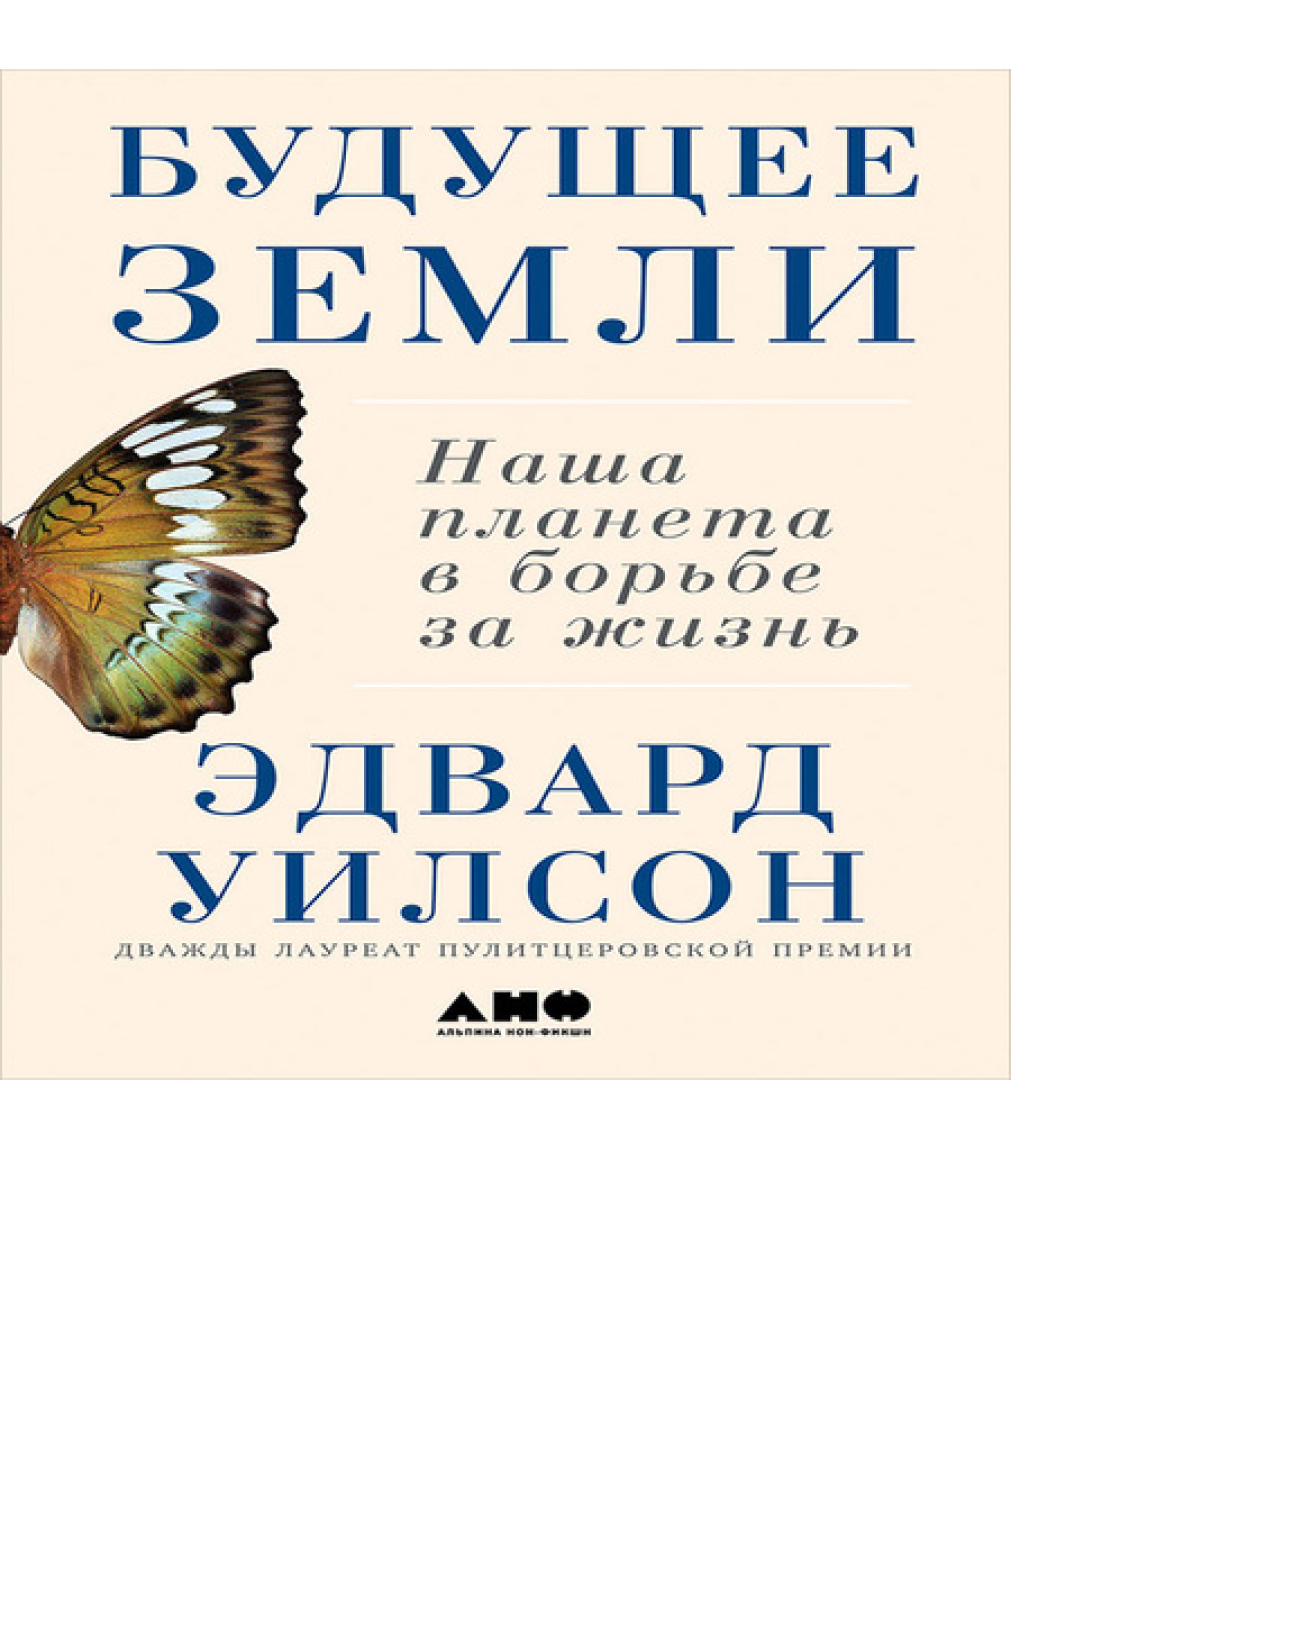 БУДУЩЕЕ
ЗЕМЛИ
Наша
планета
в борьбе
за жизнь
ЭДВАРД
УИЛСОН
ДВАЖДЫ ЛАУРЕАТ ПУЛИТЦЕРОВСКОЙ ПРЕМИИ
АНФ
АЛЬПИНА НОН-ФИКШН